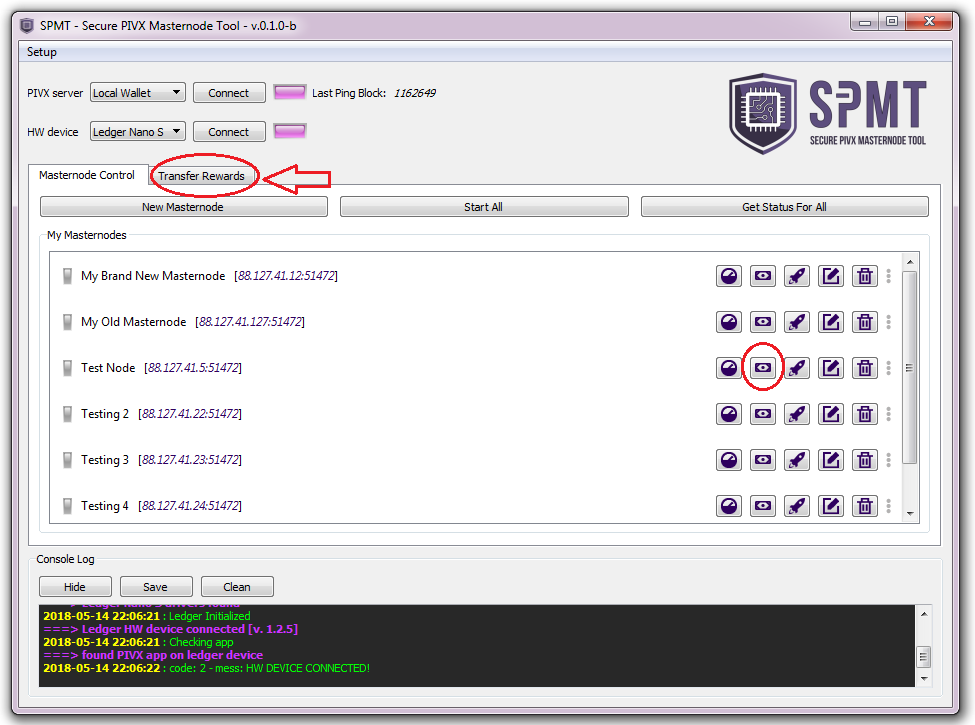 SPMT - Secure PIVX Masternode Tool - v.0.1.0-b
Setup
PIVX server Local Wallet Connect Last Ping Block: 1162649
HW device Ledger Nano S Connect
SPMT
SECURE PIVX MASTERNODE TOOL
Masternode Control Transfer Rewards
New Masternode Start All Get Status For All
My Masternodes
My Brand New Masternode [88.127.41.12:51472]
My Old Masternode [88.127.41.127:51472]
Test Node [88.127.41.5:51472]
Testing 2 [88.127.41.22:51472]
Testing 3 [88.127.41.23:51472]
Testing 4 [88.127.41.24:51472]
Console Log
Hide Save Clean
===> Ledger Nano S drivers found
2018-05-14 22:06:21 : Ledger Initialized
===> Ledger HW device connected [v. 1.2.5]
2018-05-14 22:06:21 : Checking app
===> found PIVX app on ledger device
2018-05-14 22:06:22 : code: 2 - mess: HW DEVICE CONNECTED!